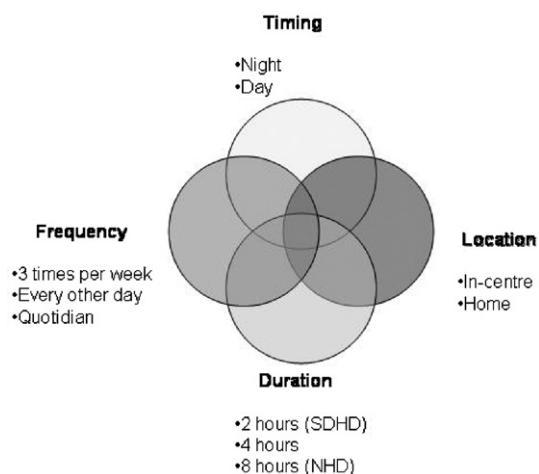 Timing
•Night
•Day
Frequency
•3 times per week
•Every other day
•Quotidian
Location
•In-centre
•Home
Duration
•2 hours (SDHD)
•4 hours
•8 hours (NHD)